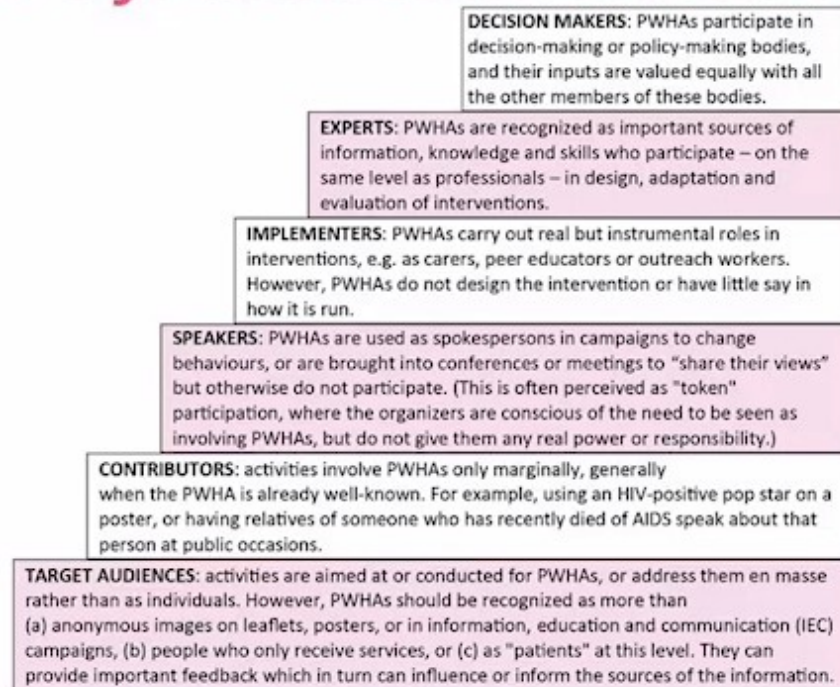 DECISION MAKERS: PWHAs participate in
decision-making or policy-making bodies,
and their inputs are valued equally with all
the other members of these bodies.
EXPERTS: PWHAs are recognized as important sources of
information, knowledge and skills who participate – on the
same level as professionals – in design, adaptation and
evaluation of interventions.
IMPLEMENTERS: PWHAs carry out real but instrumental roles in
interventions, e.g. as carers, peer educators or outreach workers.
However, PWHAs do not design the intervention or have little say in
how it is run.
SPEAKERS: PWHAs are used as spokespersons in campaigns to change
behaviours, or are brought into conferences or meetings to “share their views”
but otherwise do not participate. (This is often perceived as "token"
participation, where the organizers are conscious of the need to be seen as
involving PWHAs, but do not give them any real power or responsibility.)
CONTRIBUTORS: activities involve PWHAs only marginally, generally
when the PWHA is already well-known. For example, using an HIV-positive pop star on a
poster, or having relatives of someone who has recently died of AIDS speak about that
person at public occasions.
TARGET AUDIENCES: activities are aimed at or conducted for PWHAs, or address them en masse
rather than as individuals. However, PWHAs should be recognized as more than
(a) anonymous images on leaflets, posters, or in information, education and communication (IEC)
campaigns, (b) people who only receive services, or (c) as "patients" at this level. They can
provide important feedback which in turn can influence or inform the sources of the information.